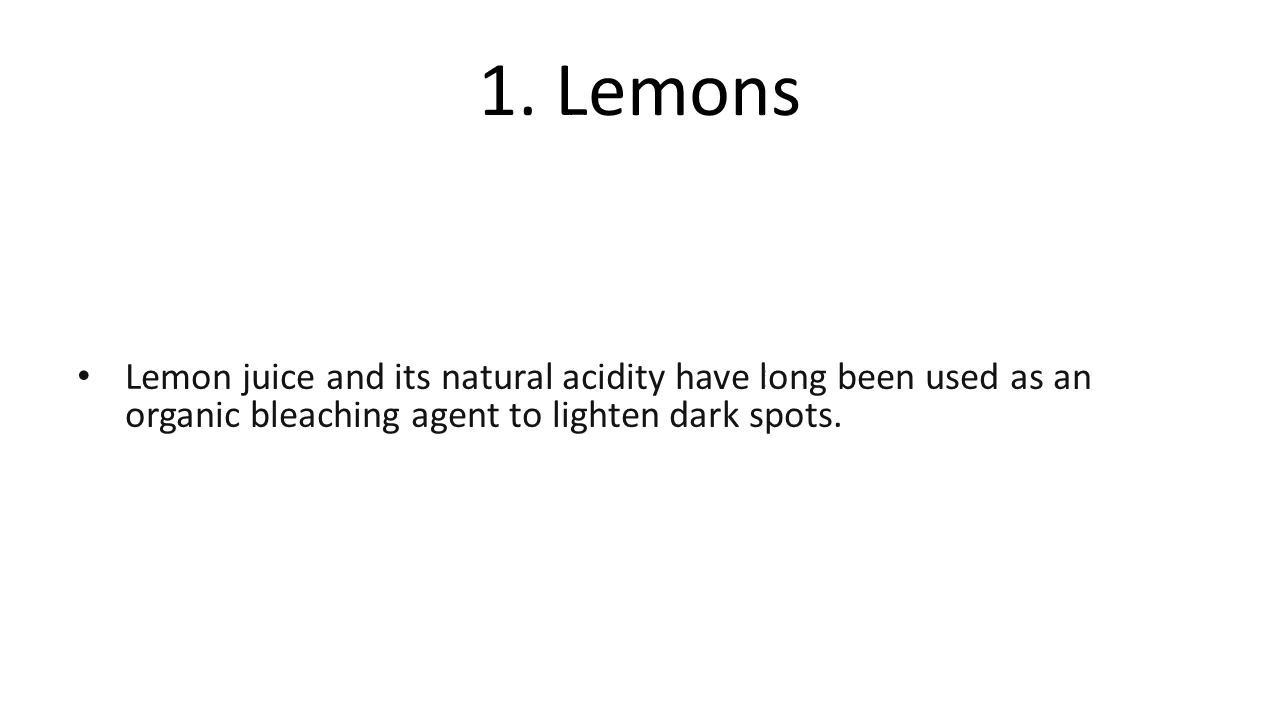 1. Lemons
• Lemon juice and its natural acidity have long been used as an
organic bleaching agent to lighten dark spots.